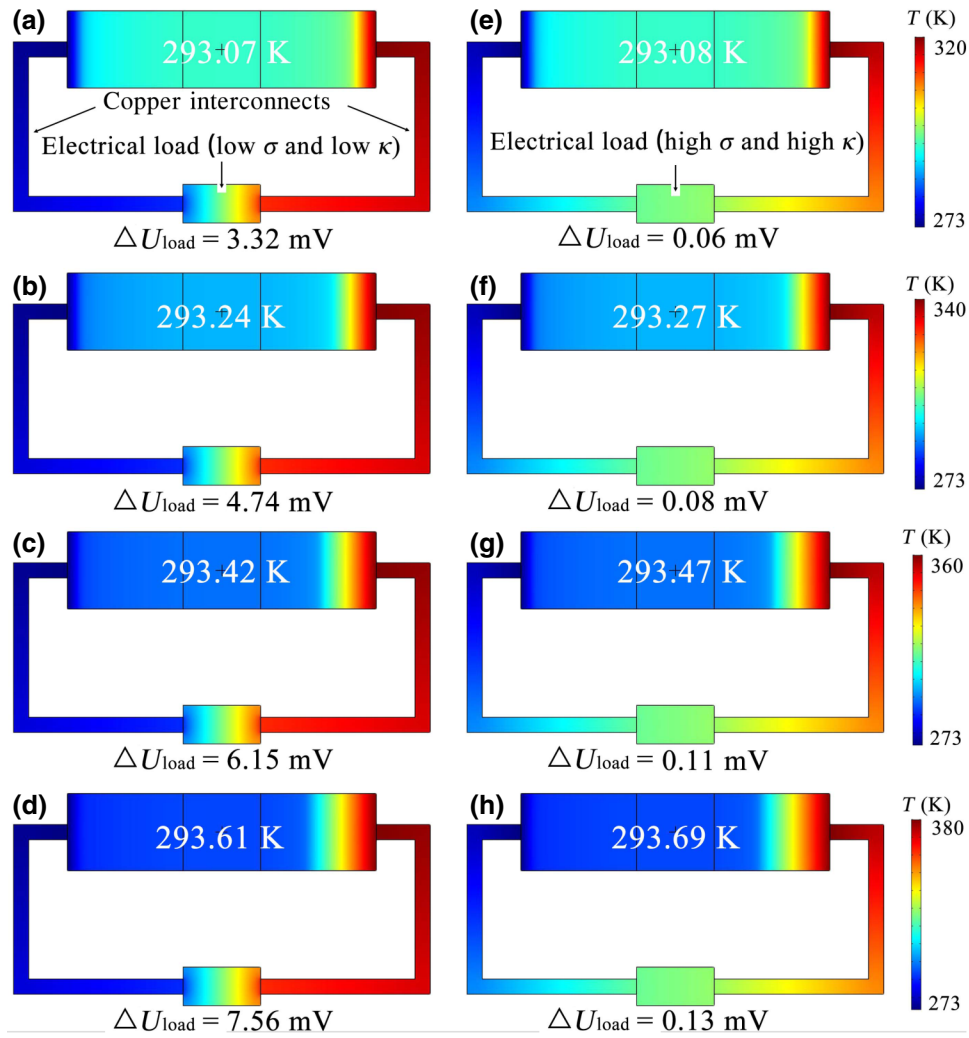 (a)
293.07 K
Copper interconnects
Electrical load (low σ and low κ)
△Uload = 3.32 mV
(e)
293.08 K
Electrical load (high σ and high κ)
△Uload = 0.06 mV
T (K)
320
273
(b)
293.24 K
△Uload = 4.74 mV
(f)
293.27 K
△Uload = 0.08 mV
T (K)
340
273
(c)
293.42 K
△Uload = 6.15 mV
(g)
293.47 K
△Uload = 0.11 mV
T (K)
360
273
(d)
293.61 K
△Uload = 7.56 mV
(h)
293.69 K
△Uload = 0.13 mV
T (K)
380
273